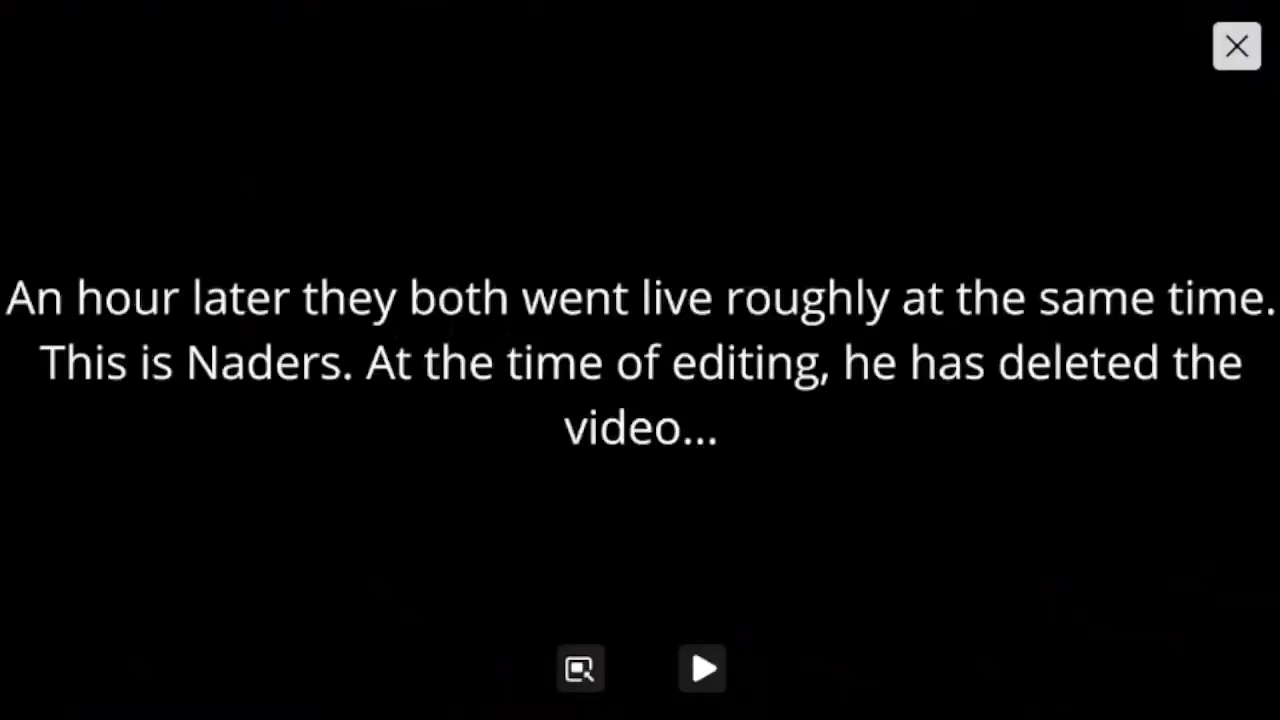 An hour later they both went live roughly at the same time.
This is Naders. At the time of editing, he has deleted the
video...